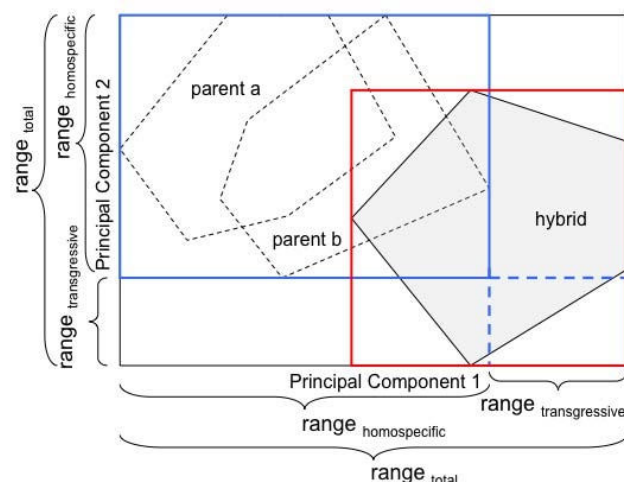 parent a
parent b
hybrid
Principal Component 2
range homospecific
range transgressive
range total
Principal Component 1
range transgressive
range homospecific
range total